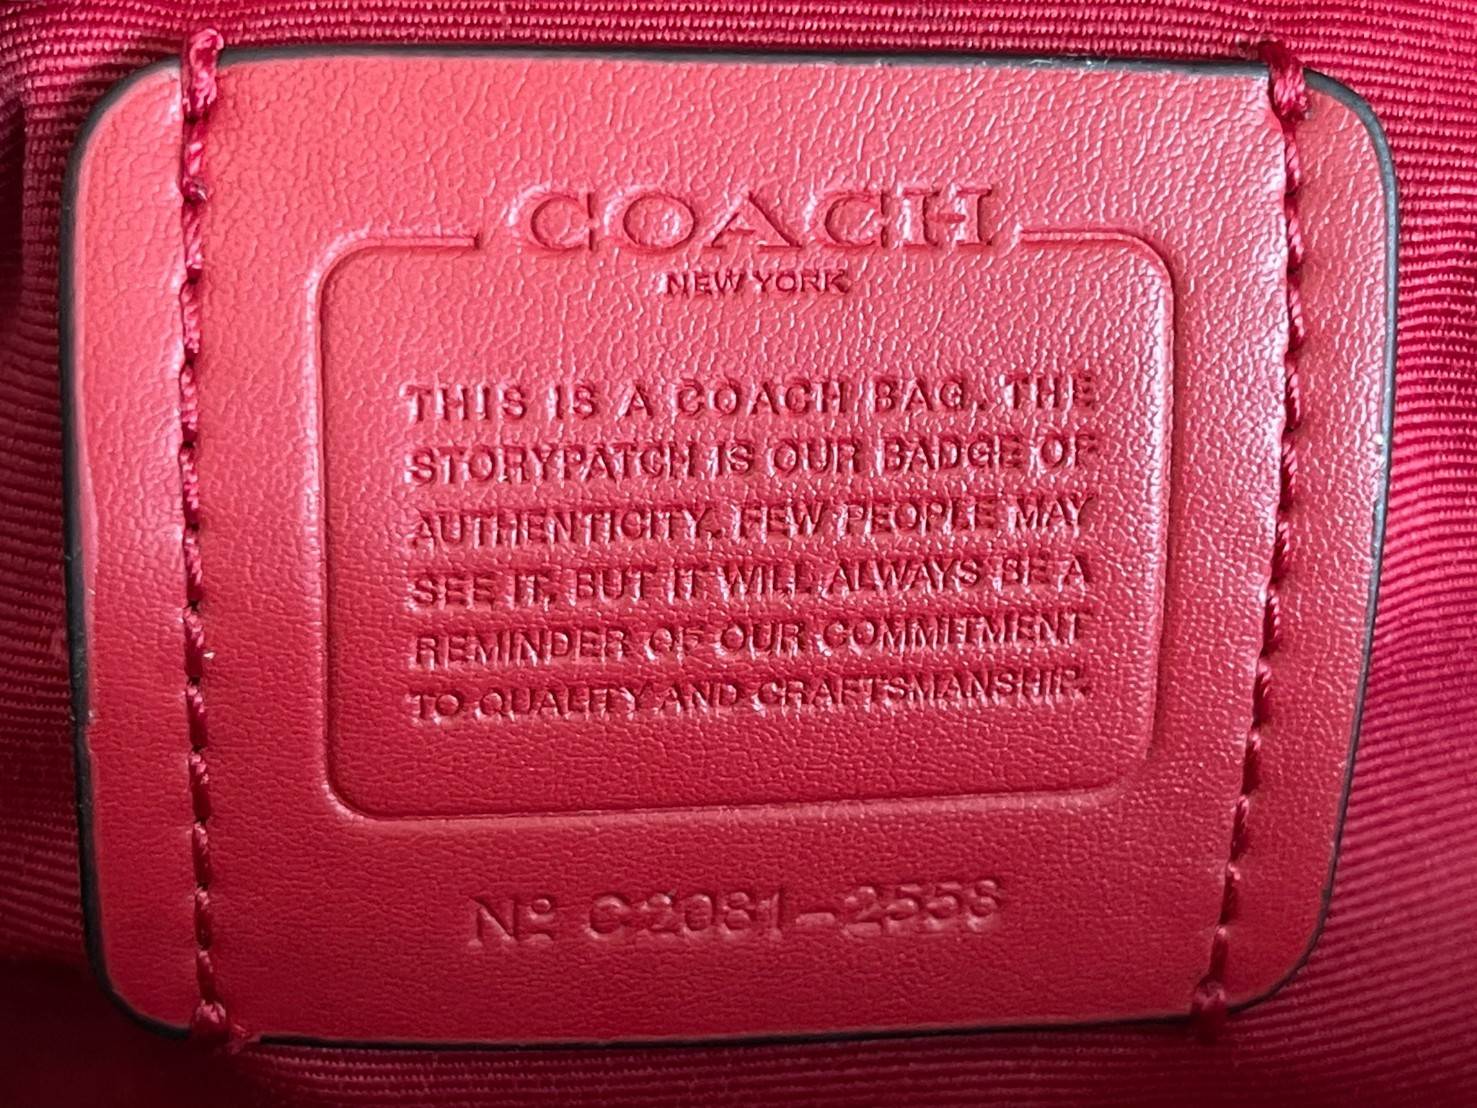 COACH
NEW YORK
THIS IS A COACH BAG. THE
STORYPATCH IS OUR BADGE OF
AUTHENTICITY. FEW PEOPLE MAY
SEE IT, BUT IT WILL ALWAYS BE A
REMINDER OF OUR COMMITMENT
TO QUALITY AND CRAFTSMANSHIP.
Nº C2081-2558